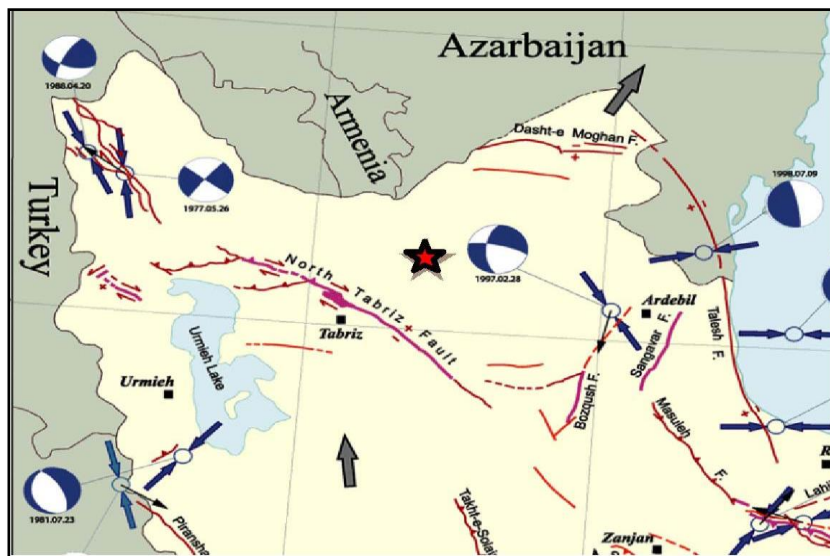 Azarbaijan
1986.04.20
Armenia
Dasht-e Moghan F.
1998.07.09
Turkey
1977.05.26
North Tabriz Fault
1997.02.28
Ardebil
Tabriz
Sangavar F.
Talesh F.
Urmieh Lake
Urmieh
Bozqush F.
Masuleh F.
1981.07.23
Zanjan